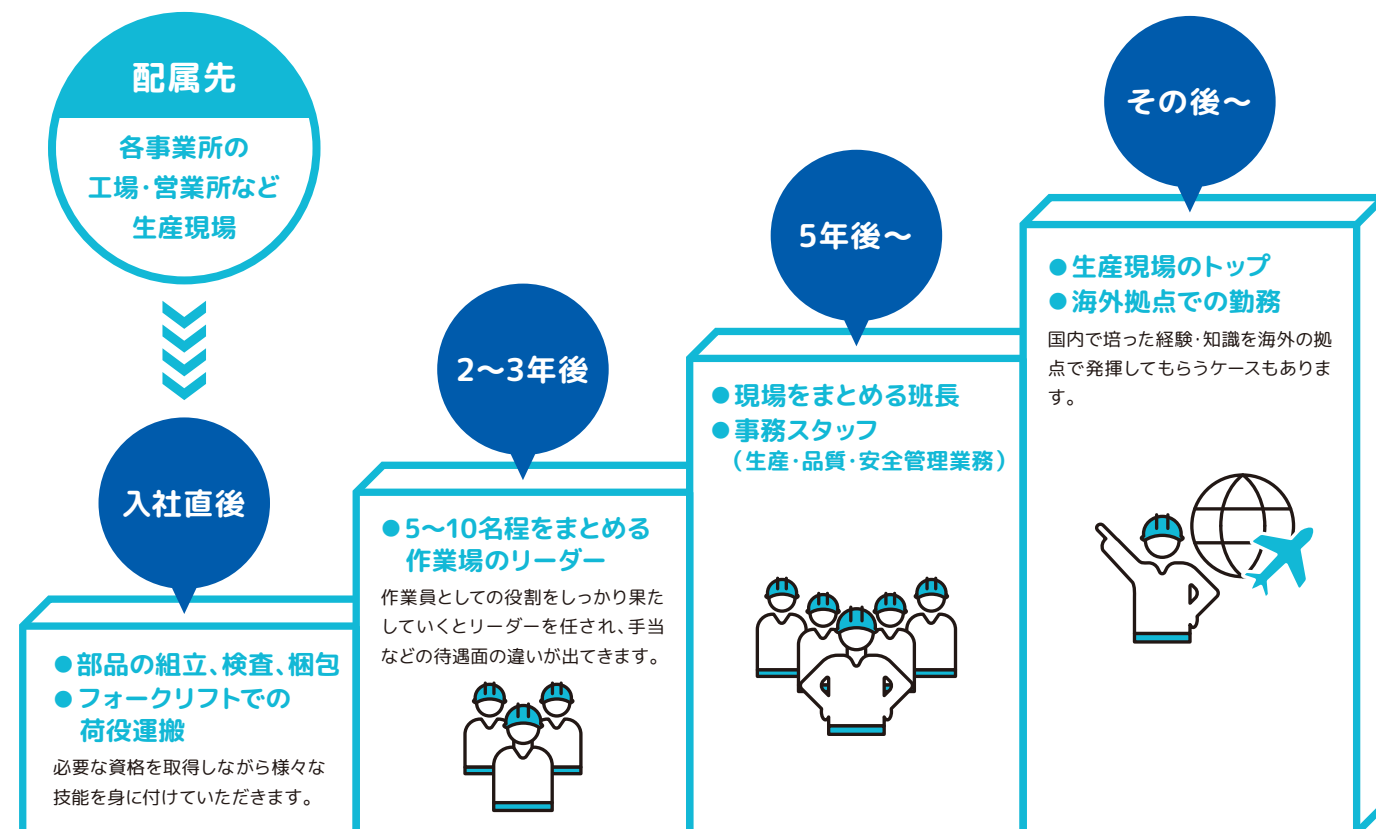 配属先
各事業所の
工場・営業所など
生産現場
入社直後
●部品の組立、検査、梱包
●フォークリフトでの
荷役運搬
必要な資格を取得しながら様々な
技能を身に付けていただきます。
2〜3年後
●5〜10名程をまとめる
作業場のリーダー
作業員としての役割をしっかり果た
していくとリーダーを任され、手当
などの待遇面の違いが出てきます。
5年後〜
●現場をまとめる班長
●事務スタッフ
（生産・品質・安全管理業務）
その後〜
●生産現場のトップ
●海外拠点での勤務
国内で培った経験・知識を海外の拠
点で発揮してもらうケースもありま
す。